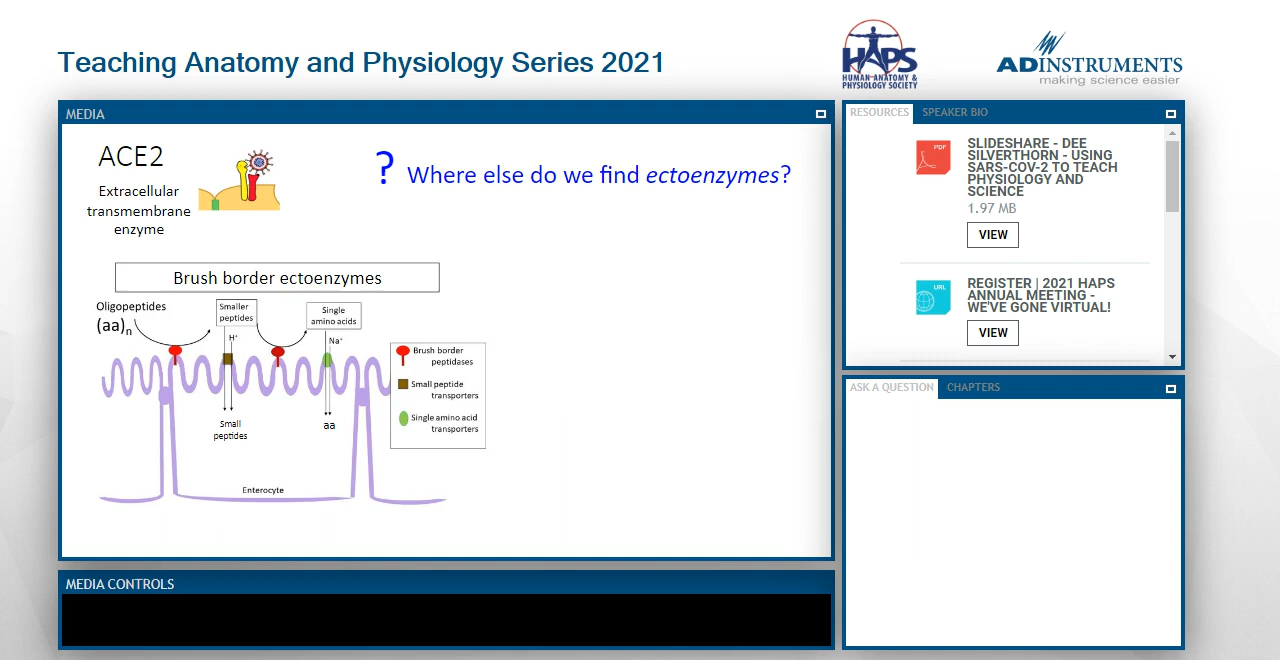 Teaching Anatomy and Physiology Series 2021
HAPS
HUMAN ANATOMY &
PHYSIOLOGY SOCIETY
ADINSTRUMENTS
making science easier
MEDIA
ACE2
Extracellular
transmembrane
enzyme
? Where else do we find ectoenzymes?
Brush border ectoenzymes
Oligopeptides
(aa)n
Smaller
peptides
Single
amino acids
H+
Na+
Brush border
peptidases
Small peptide
transporters
Single amino acid
transporters
Small
peptides
aa
Enterocyte
MEDIA CONTROLS
RESOURCES
SPEAKER BIO
PDF
SLIDESHARE - DEE
SILVERTHORN - USING
SARS-COV-2 TO TEACH
PHYSIOLOGY AND
SCIENCE
1.97 MB
VIEW
URL
REGISTER | 2021 HAPS
ANNUAL MEETING -
WE'VE GONE VIRTUAL!
VIEW
ASK A QUESTION
CHAPTERS